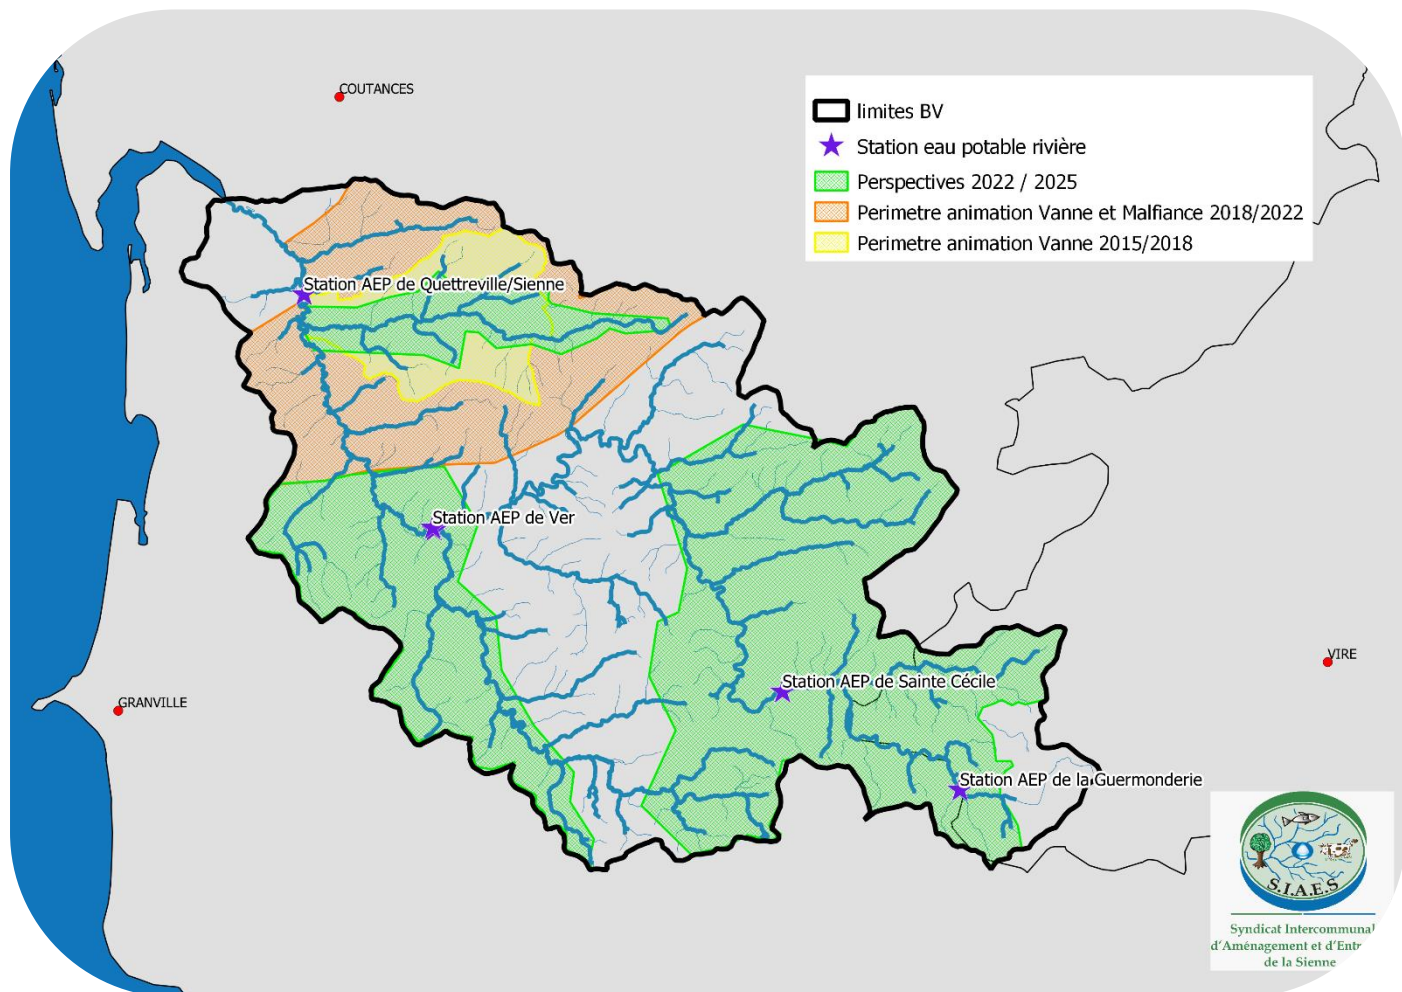 COUTANCES
limites BV
Station eau potable rivière
Perspectives 2022 / 2025
Perimetre animation Vanne et Malfiance 2018/2022
Perimetre animation Vanne 2015/2018
Station AEP de Quettreville/Sienne
Station AEP de Ver
VIRE
Station AEP de Sainte Cécile
GRANVILLE
Station AEP de la Guermonderie
S.I.A.E.S
Syndicat Intercommunal
d'Aménagement et d'Entr
de la Sienne